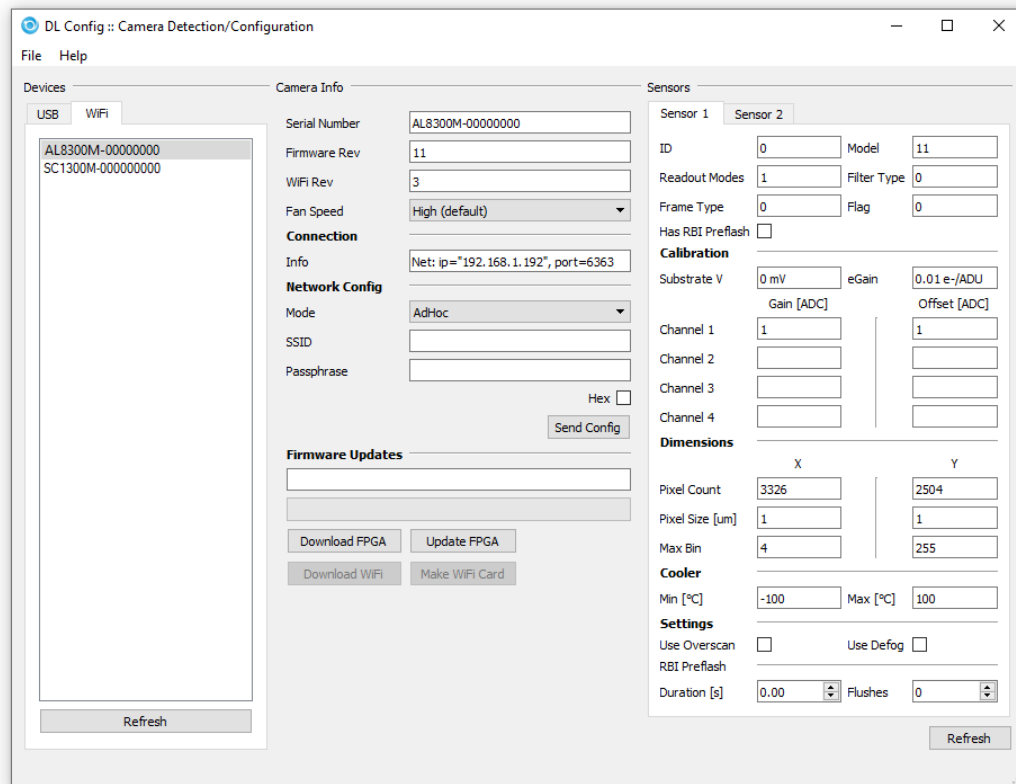 DL Config :: Camera Detection/Configuration
File Help
Devices
USB WiFi
AL8300M-00000000
SC1300M-000000000
Refresh
Camera Info
Serial Number AL8300M-00000000
Firmware Rev 11
WiFi Rev 3
Fan Speed High (default)
Connection
Info Net: ip="192.168.1.192", port=6363
Network Config
Mode AdHoc
SSID
Passphrase
Hex
Send Config
Firmware Updates
Download FPGA Update FPGA
Download WiFi Make WiFi Card
Sensors
Sensor 1 Sensor 2
ID 0 Model 11
Readout Modes 1 Filter Type 0
Frame Type 0 Flag 0
Has RBI Preflash
Calibration
Substrate V 0 mV eGain 0.01 e-/ADU
Gain [ADC] Offset [ADC]
Channel 1 1 1
Channel 2
Channel 3
Channel 4
Dimensions
X Y
Pixel Count 3326 2504
Pixel Size [um] 1 1
Max Bin 4 255
Cooler
Min [°C] -100 Max [°C] 100
Settings
Use Overscan Use Defog
RBI Preflash
Duration [s] 0.00 Flushes 0
Refresh